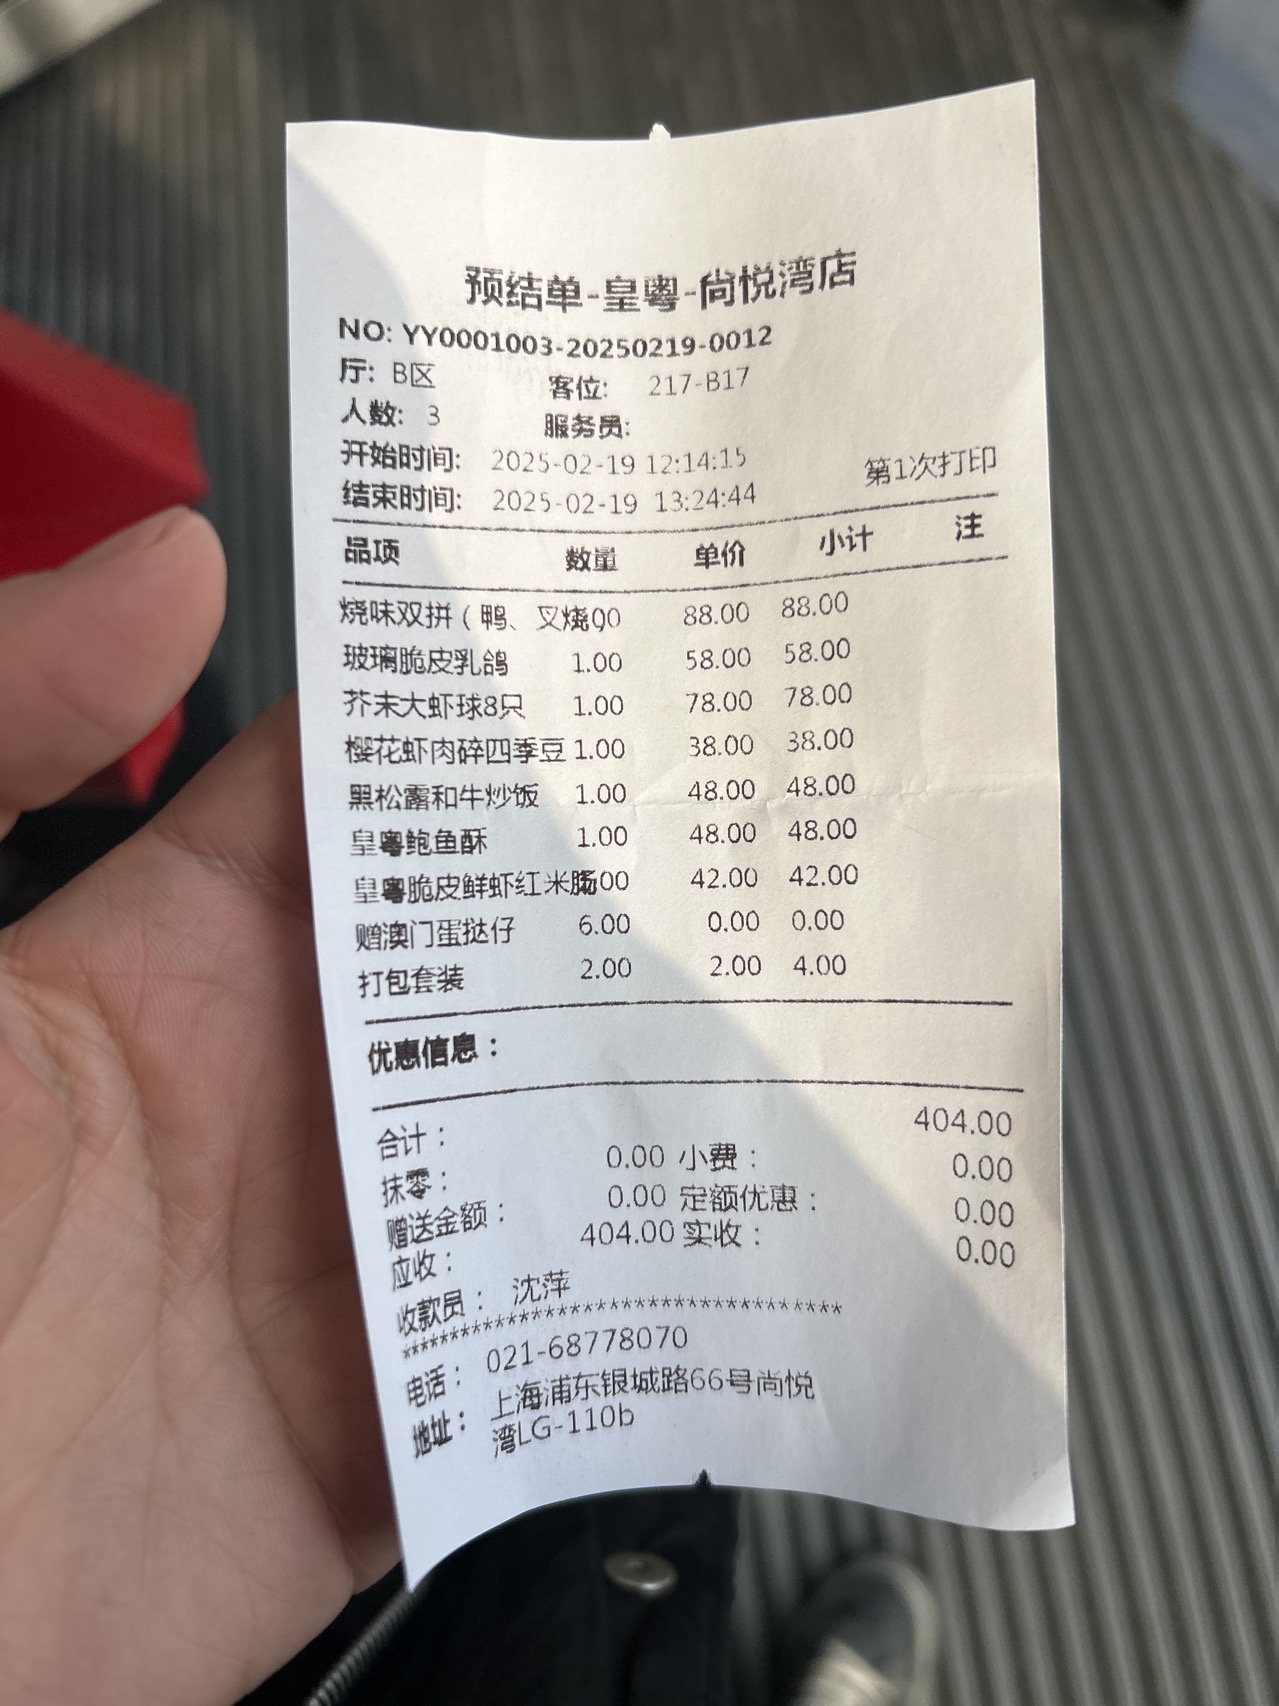 预结单-皇粤-尚悦湾店
NO: YY0001003-20250219-0012
厅: B区 客位: 217-B17
人数: 3 服务员:
开始时间: 2025-02-19 12:14:15 第1次打印
结束时间: 2025-02-19 13:24:44
品项 数量 单价 小计 注
烧味双拼（鸭、叉烧 00 88.00 88.00
玻璃脆皮乳鸽 1.00 58.00 58.00
芥末大虾球8只 1.00 78.00 78.00
樱花虾肉碎四季豆 1.00 38.00 38.00
黑松露和牛炒饭 1.00 48.00 48.00
皇粤鲍鱼酥 1.00 48.00 48.00
皇粤脆皮鲜虾红米肠 00 42.00 42.00
赠澳门蛋挞仔 6.00 0.00 0.00
打包套装 2.00 2.00 4.00
优惠信息：
合计： 404.00
抹零： 0.00 小费： 0.00
赠送金额： 0.00 定额优惠： 0.00
应收： 404.00 实收： 0.00
收款员： 沈萍
****************************************
电话： 021-68778070
地址： 上海浦东银城路66号尚悦
湾LG-110b